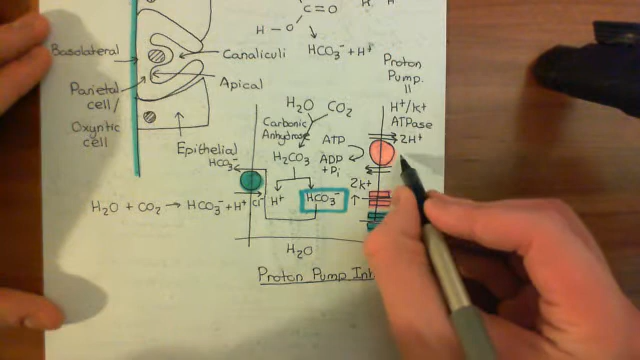 C=O
H-O
HCO₃⁻ + H⁺
Basolateral
Canaliculi
Apical
Parietal
cell/
Oxyntic
cell
Epithelial
Proton
Pump
=
H⁺/K⁺
ATPase
2H⁺
H₂O CO₂
Carbonic
Anhydrase
ATP
ADP
+ Pi
H₂CO₃
HCO₃⁻
2K⁺
H⁺ HCO₃⁻
Cl⁻
H₂O + CO₂ → HCO₃⁻ + H⁺
H₂O
Proton Pump